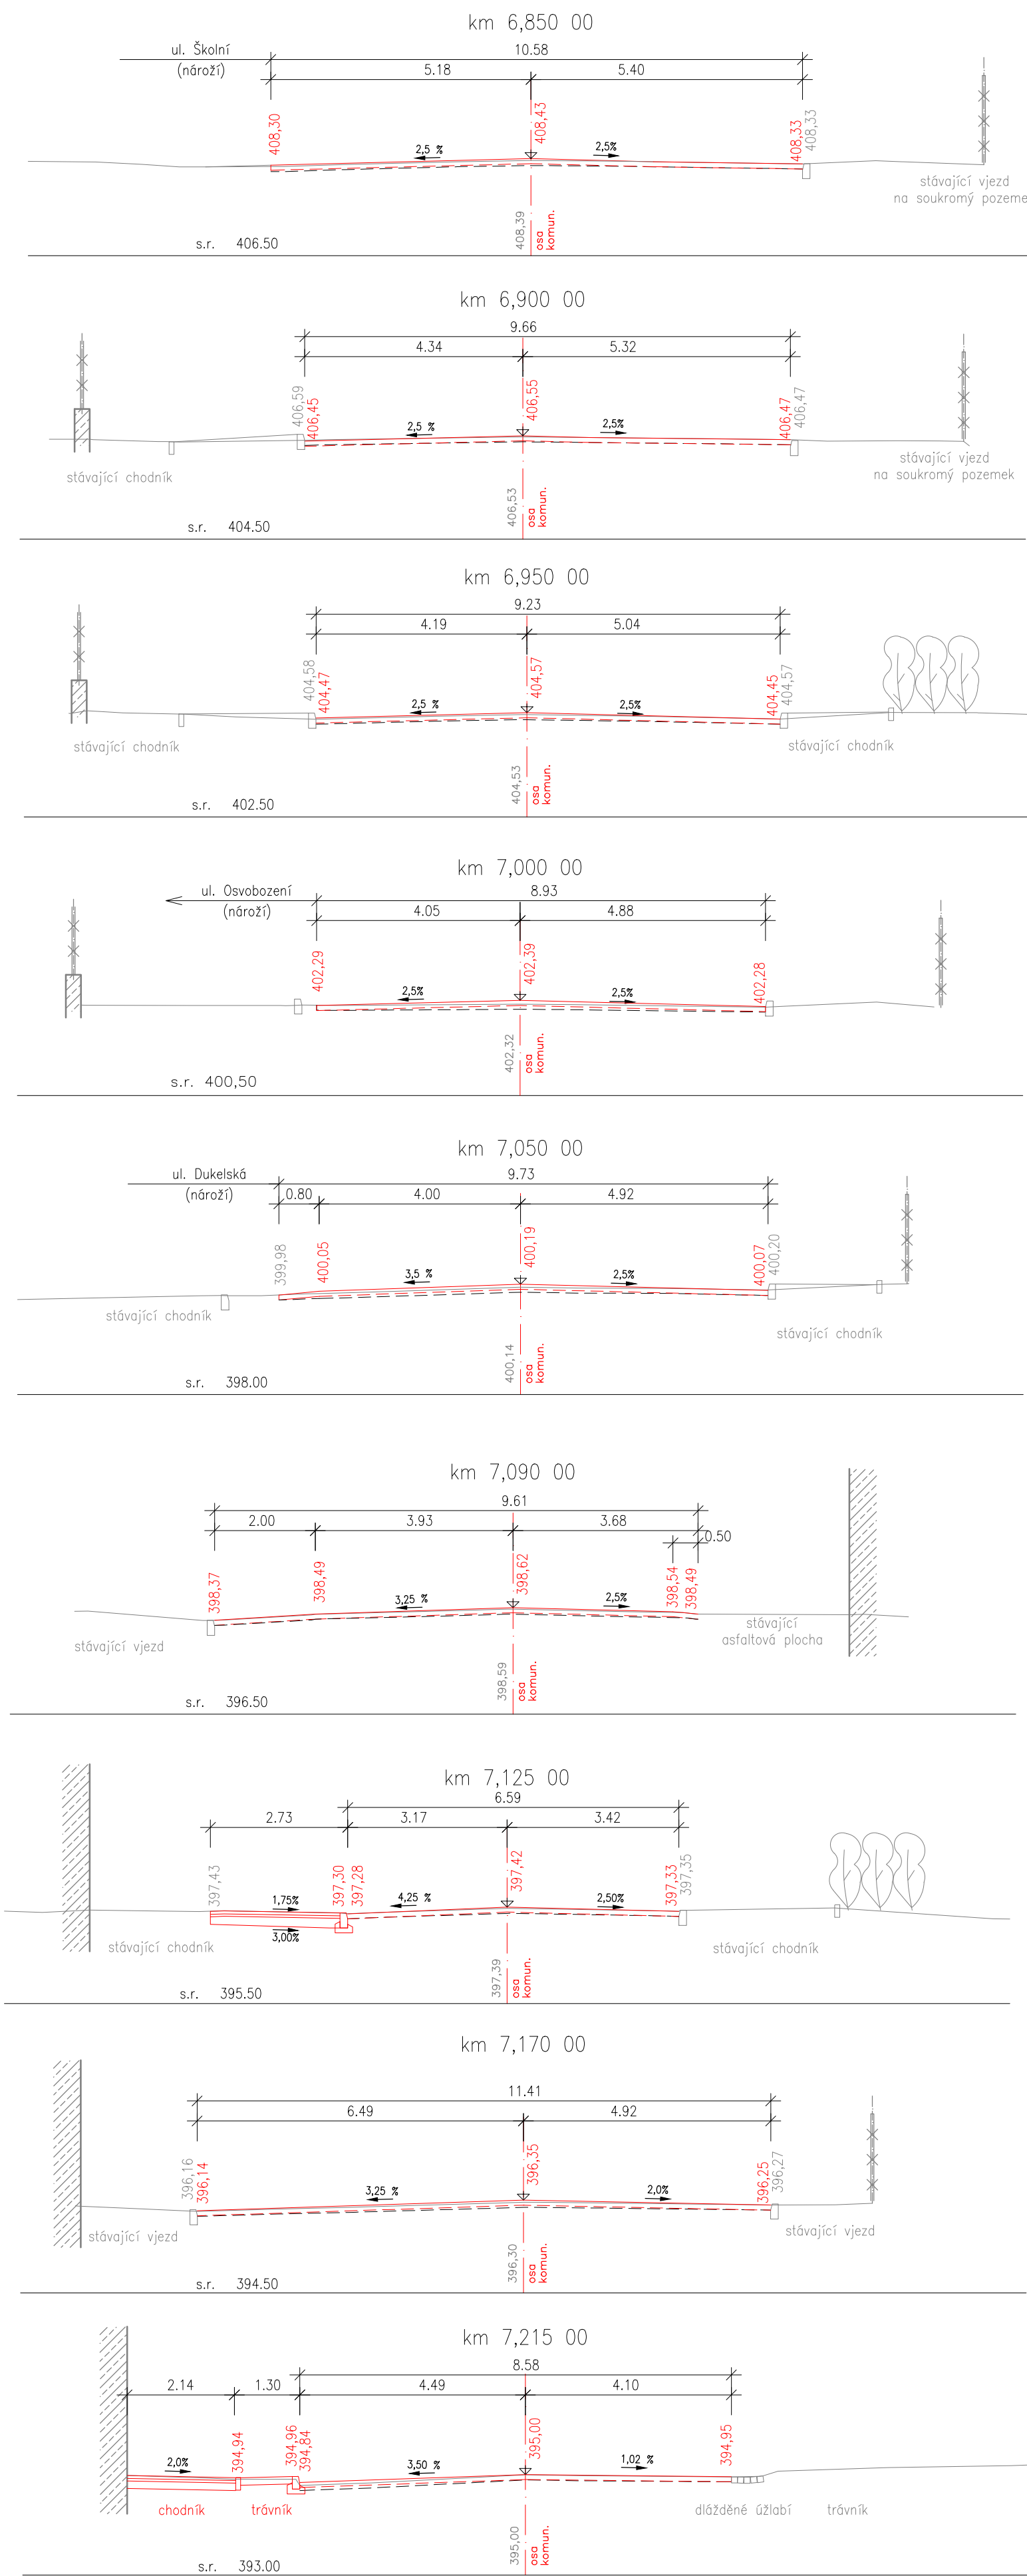 km 6,850 00
ul. Školní
(nároží)
10.58
5.18
5.40
408,30
408,43
408,33
408,33
2,5 %
2,5%
stávající vjezd
na soukromý pozeme
408,39
osa
komun.
s.r. 406.50
km 6,900 00
9.66
4.34
5.32
406,59
406,45
406,55
406,47
406,47
2,5 %
2,5%
stávající chodník
stávající vjezd
na soukromý pozemek
406,53
osa
komun.
s.r. 404.50
km 6,950 00
9.23
4.19
5.04
404,58
404,47
404,57
404,45
404,57
2,5 %
2,5%
stávající chodník
stávající chodník
404,53
osa
komun.
s.r. 402.50
km 7,000 00
ul. Osvobození
(nároží)
8.93
4.05
4.88
402,29
402,39
402,28
2,5%
2,5%
402,32
osa
komun.
s.r. 400,50
km 7,050 00
ul. Dukelská
(nároží)
9.73
0.80
4.00
4.92
399,98
400,05
400,19
400,07
400,20
3,5 %
2,5%
stávající chodník
stávající chodník
400,14
osa
komun.
s.r. 398.00
km 7,090 00
9.61
2.00
3.93
3.68
0.50
398,37
398,49
398,62
398,54
398,49
3,25 %
2,5%
stávající vjezd
stávající
asfaltová plocha
398,59
osa
komun.
s.r. 396.50
km 7,125 00
6.59
2.73
3.17
3.42
397,43
397,30
397,28
397,42
397,33
397,35
1,75%
4,25 %
2,50%
3,00%
stávající chodník
stávající chodník
397,39
osa
komun.
s.r. 395.50
km 7,170 00
11.41
6.49
4.92
396,16
396,14
396,35
396,25
396,27
3,25 %
2,0%
stávající vjezd
stávající vjezd
396,30
osa
komun.
s.r. 394.50
km 7,215 00
8.58
2.14
1.30
4.49
4.10
394,94
394,96
394,84
395,00
394,95
2,0%
3,50 %
1,02 %
chodník
trávník
dlážděné úžlabí
trávník
395,00
osa
komun.
s.r. 393.00